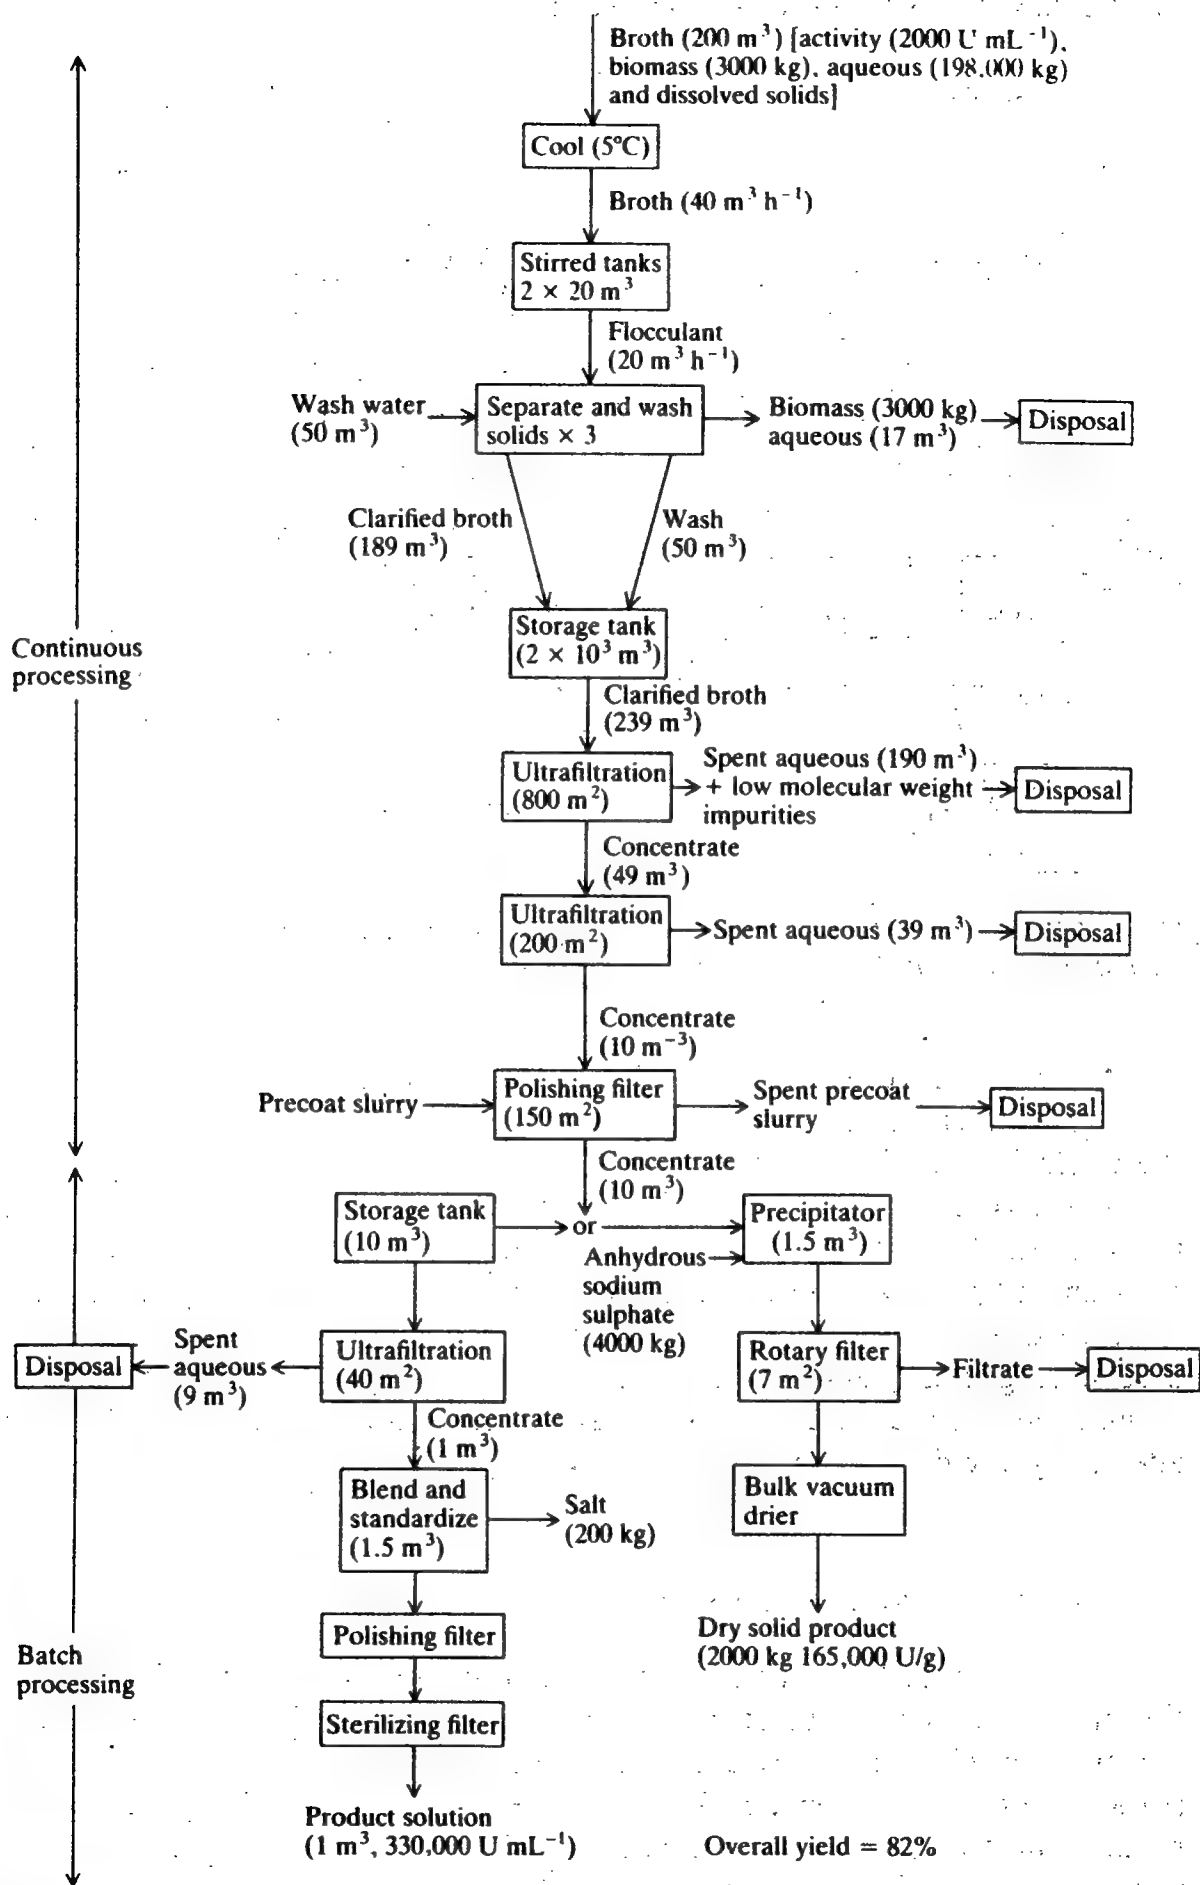 Broth (200 m³) [activity (2000 U mL⁻¹),
biomass (3000 kg), aqueous (198.000 kg)
and dissolved solids]
Cool (5°C)
Broth (40 m³ h⁻¹)
Stirred tanks
2 × 20 m³
Flocculant
(20 m³ h⁻¹)
Wash water
(50 m³)
Separate and wash
solids × 3
Biomass (3000 kg)
aqueous (17 m³)
Disposal
Clarified broth
(189 m³)
Wash
(50 m³)
Storage tank
(2 × 10³ m³)
Continuous
processing
Clarified broth
(239 m³)
Ultrafiltration
(800 m²)
Spent aqueous (190 m³)
+ low molecular weight
impurities
Disposal
Concentrate
(49 m³)
Ultrafiltration
(200 m²)
Spent aqueous (39 m³)
Disposal
Concentrate
(10 m⁻³)
Precoat slurry
Polishing filter
(150 m²)
Spent precoat
slurry
Disposal
Concentrate
(10 m³)
Storage tank
(10 m³)
or
Precipitator
(1.5 m³)
Anhydrous
sodium
sulphate
(4000 kg)
Disposal
Spent
aqueous
(9 m³)
Ultrafiltration
(40 m²)
Rotary filter
(7 m²)
Filtrate
Disposal
Concentrate
(1 m³)
Blend and
standardize
(1.5 m³)
Salt
(200 kg)
Bulk vacuum
drier
Polishing filter
Dry solid product
(2000 kg 165,000 U/g)
Batch
processing
Sterilizing filter
Product solution
(1 m³, 330,000 U mL⁻¹)
Overall yield = 82%